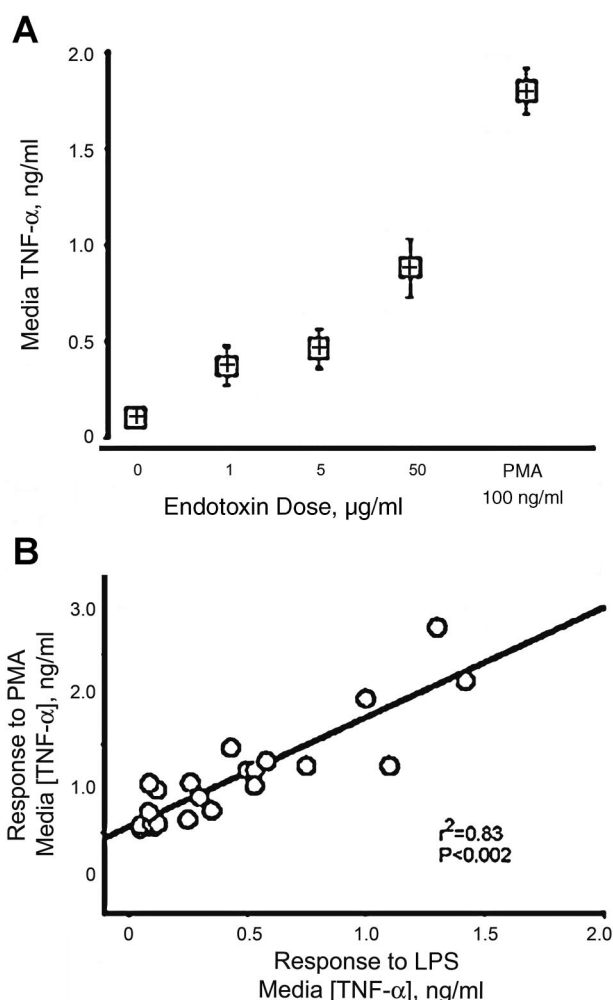 A
Media TNF-α, ng/ml
2.0
1.5
1.0
0.5
0
0 1 5 50 PMA
100 ng/ml
Endotoxin Dose, µg/ml
B
Response to PMA
Media [TNF-α], ng/ml
3.0
2.0
1.0
0
r²=0.83
P<0.002
0 0.5 1.0 1.5 2.0
Response to LPS
Media [TNF-α], ng/ml